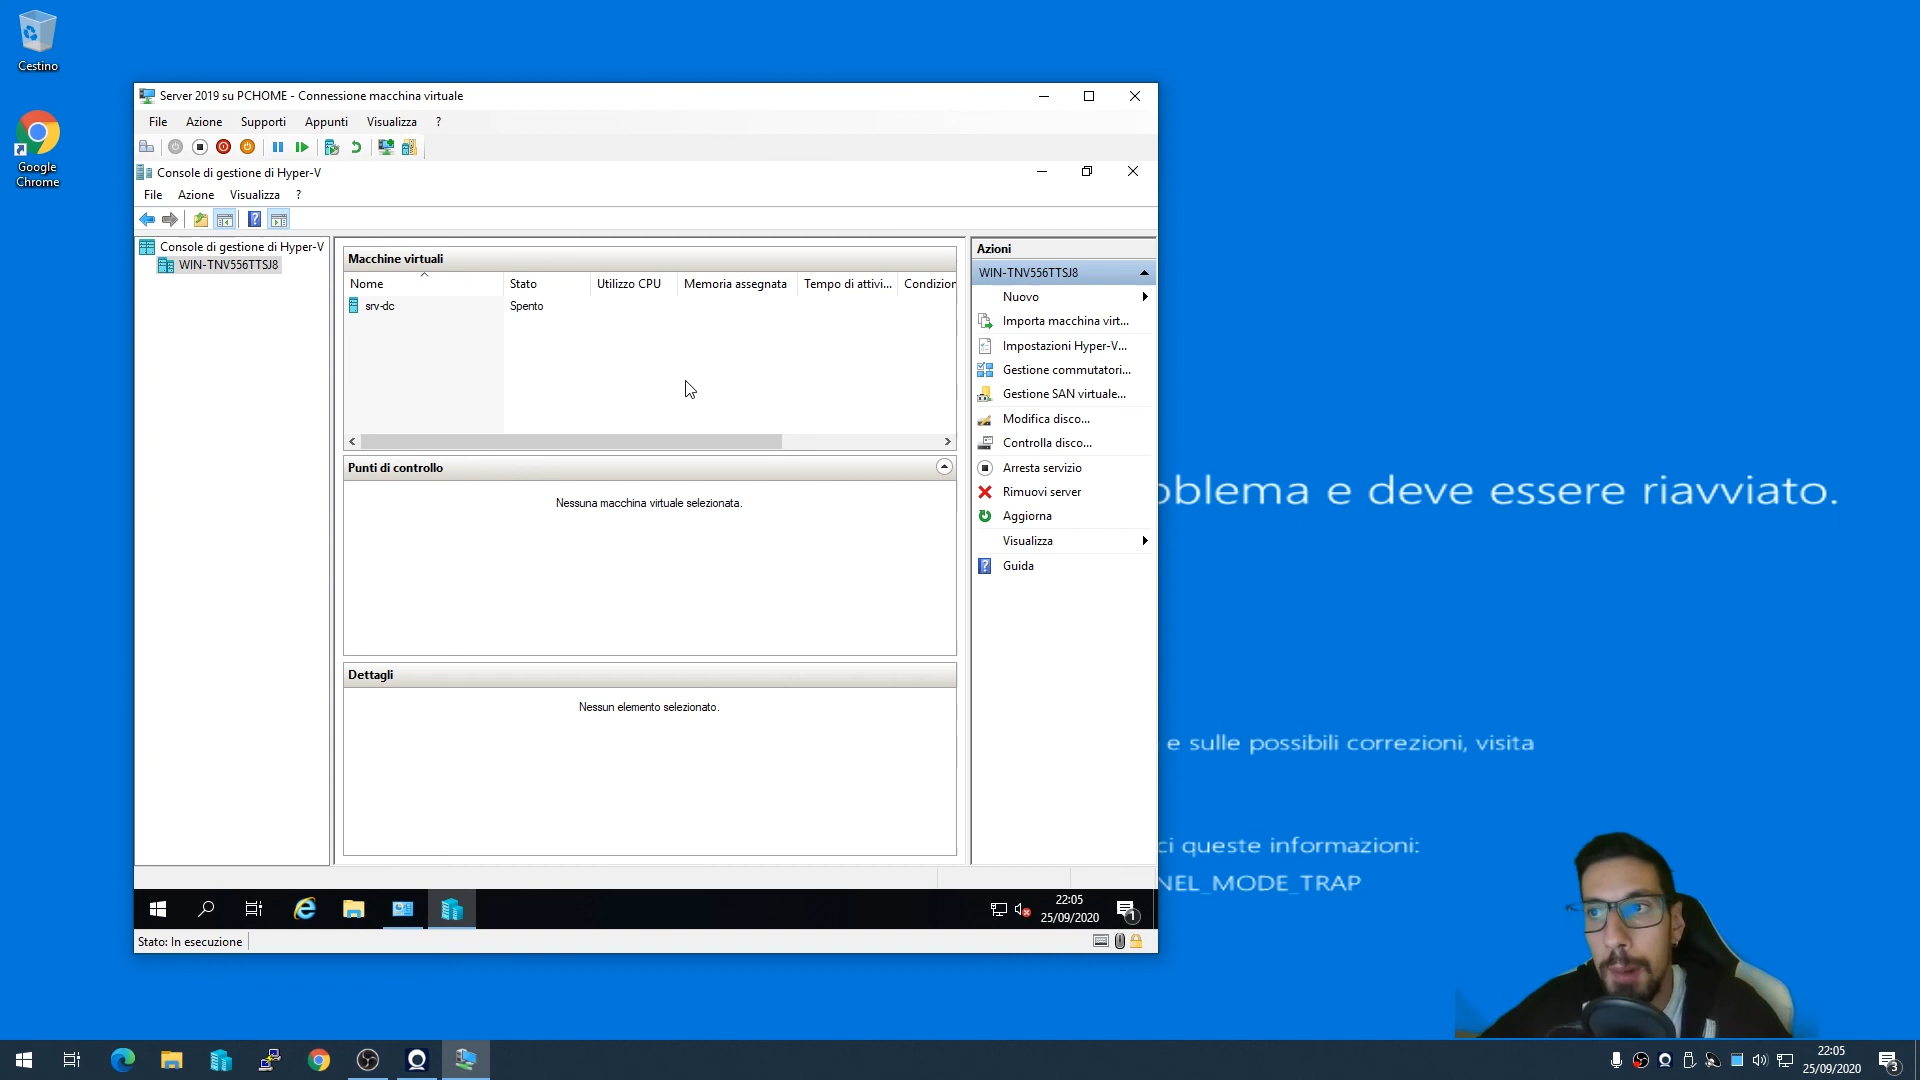 Cestino
Google
Chrome
Server 2019 su PCHOME - Connessione macchina virtuale
File Azione Supporti Appunti Visualizza ?
Console di gestione di Hyper-V
File Azione Visualizza ?
Console di gestione di Hyper-V
WIN-TNV556TTSJ8
Macchine virtuali
Nome Stato Utilizzo CPU Memoria assegnata Tempo di attivi... Condizion
srv-dc Spento
Punti di controllo
Nessuna macchina virtuale selezionata.
Dettagli
Nessun elemento selezionato.
Azioni
WIN-TNV556TTSJ8
Nuovo
Importa macchina virt...
Impostazioni Hyper-V...
Gestione commutatori...
Gestione SAN virtuale...
Modifica disco...
Controlla disco...
Arresta servizio
Rimuovi server
Aggiorna
Visualizza
Guida
oblema e deve essere riavviato.
e sulle possibili correzioni, visita
ci queste informazioni:
NEL_MODE_TRAP
22:05
25/09/2020
1
Stato: In esecuzione
22:05
25/09/2020
3